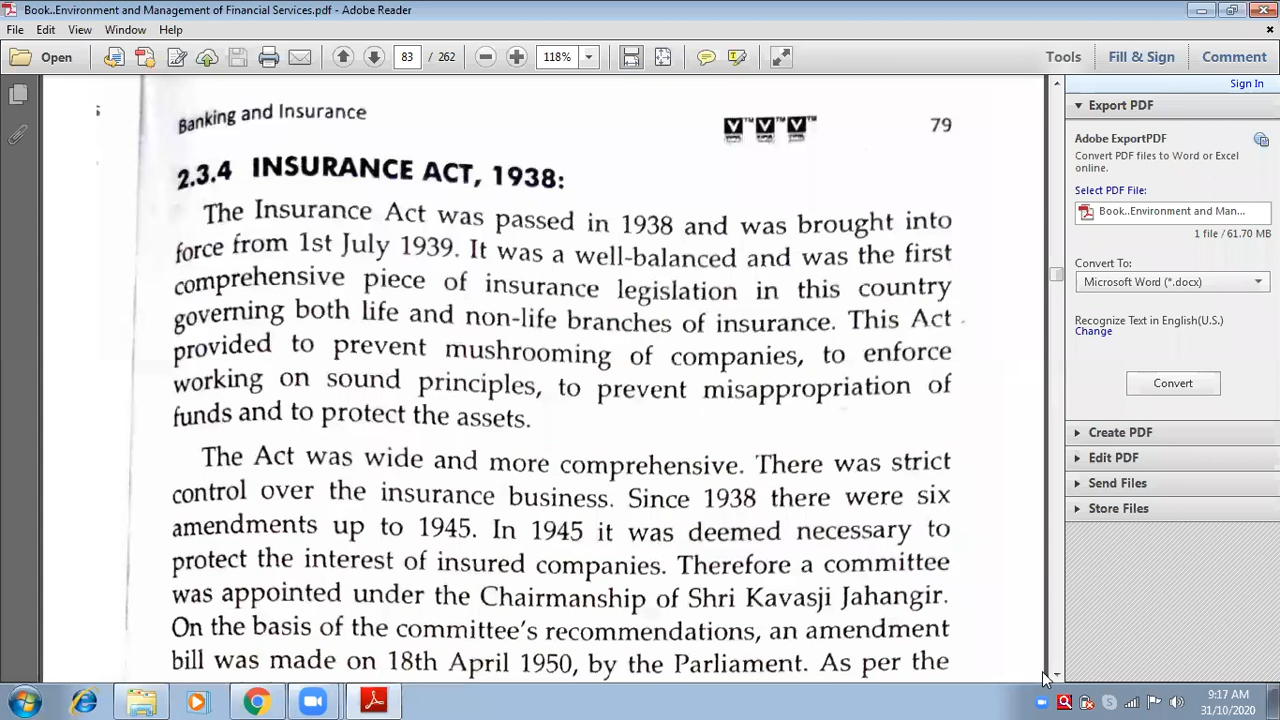 Book..Environment and Management of Financial Services.pdf - Adobe Reader
File Edit View Window Help
Open 83 / 262 118% Tools Fill & Sign Comment
Sign In
Banking and Insurance 79
2.3.4 INSURANCE ACT, 1938:
The Insurance Act was passed in 1938 and was brought into
force from 1st July 1939. It was a well-balanced and was the first
comprehensive piece of insurance legislation in this country
governing both life and non-life branches of insurance. This Act
provided to prevent mushrooming of companies, to enforce
working on sound principles, to prevent misappropriation of
funds and to protect the assets.
The Act was wide and more comprehensive. There was strict
control over the insurance business. Since 1938 there were six
amendments up to 1945. In 1945 it was deemed necessary to
protect the interest of insured companies. Therefore a committee
was appointed under the Chairmanship of Shri Kavasji Jahangir.
On the basis of the committee's recommendations, an amendment
bill was made on 18th April 1950, by the Parliament. As per the
Export PDF
Adobe ExportPDF
Convert PDF files to Word or Excel
online.
Select PDF File:
Book..Environment and Man...
1 file / 61.70 MB
Convert To:
Microsoft Word (*.docx)
Recognize Text in English(U.S.)
Change
Convert
Create PDF
Edit PDF
Send Files
Store Files
9:17 AM
31/10/2020